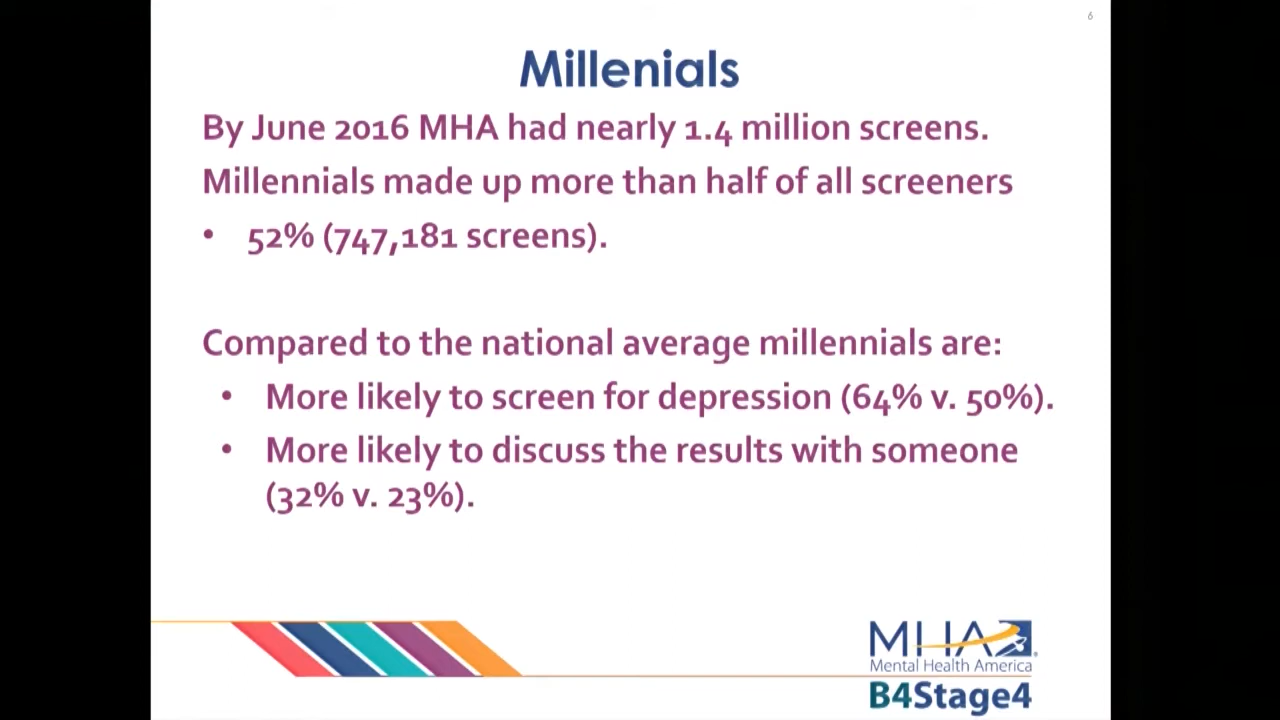 6
Millenials
By June 2016 MHA had nearly 1.4 million screens.
Millennials made up more than half of all screeners
• 52% (747,181 screens).
Compared to the national average millennials are:
• More likely to screen for depression (64% v. 50%).
• More likely to discuss the results with someone
(32% v. 23%).
MHA®
Mental Health America
B4Stage4